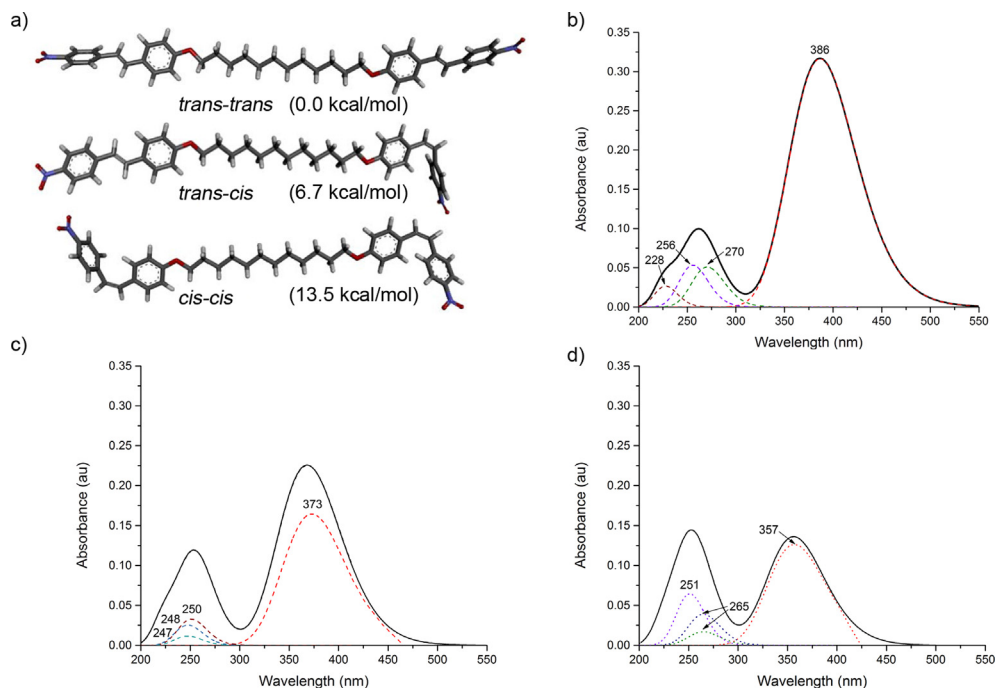 a)
trans-trans (0.0 kcal/mol)
trans-cis (6.7 kcal/mol)
cis-cis (13.5 kcal/mol)
b)
Absorbance (au)
0.35
0.30
0.25
0.20
0.15
0.10
0.05
0.00
386
256
228
270
200 250 300 350 400 450 500 550
Wavelength (nm)
c)
Absorbance (au)
0.35
0.30
0.25
0.20
0.15
0.10
0.05
0.00
373
250
248
247
200 250 300 350 400 450 500 550
Wavelength (nm)
d)
Absorbance (au)
0.35
0.30
0.25
0.20
0.15
0.10
0.05
0.00
357
251
265
200 250 300 350 400 450 500 550
Wavelength (nm)